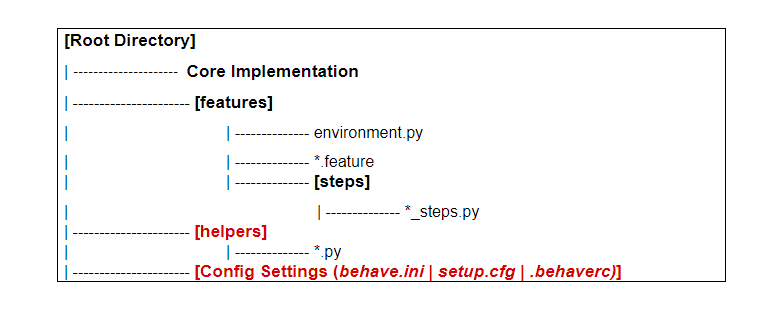 [Root Directory]
| --------------------- Core Implementation
| ----------------------- [features]
| | -------------- environment.py
| | -------------- *.feature
| | -------------- [steps]
| | -------------- *_steps.py
| ----------------------- [helpers]
| | -------------- *.py
| ----------------------- [Config Settings (behave.ini | setup.cfg | .behaverc)]